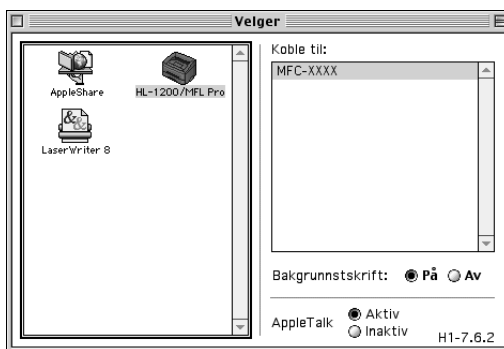 Velger
AppleShare
HL-1200/MFL Pro
LaserWriter 8
Koble til:
MFC-XXXX
Bakgrunnstskrift: På Av
AppleTalk Aktiv
Inaktiv
H1-7.6.2